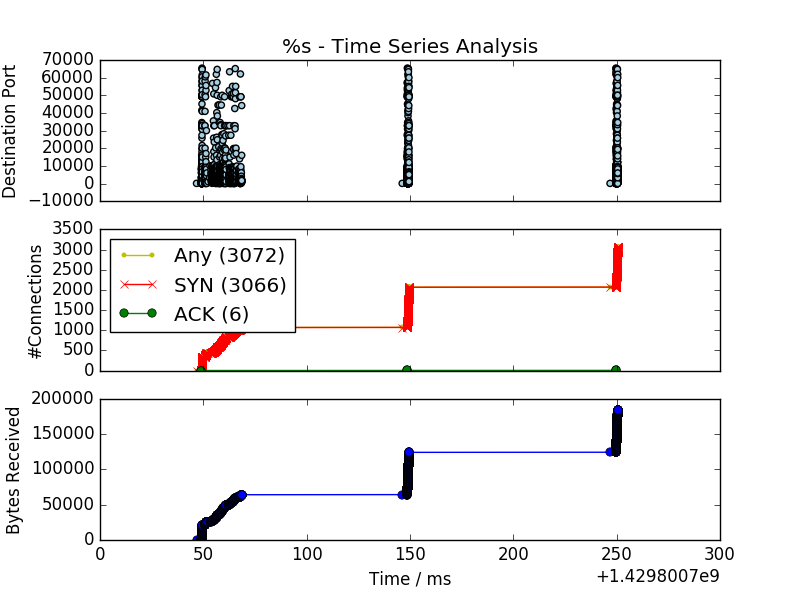 %s - Time Series Analysis
70000
60000
50000
40000
30000
20000
10000
0
−10000
Destination Port
3500
3000
2500
2000
1500
1000
500
0
#Connections
Any (3072)
SYN (3066)
ACK (6)
200000
150000
100000
50000
0
Bytes Received
0 50 100 150 200 250 300
Time / ms
+1.4298007e9